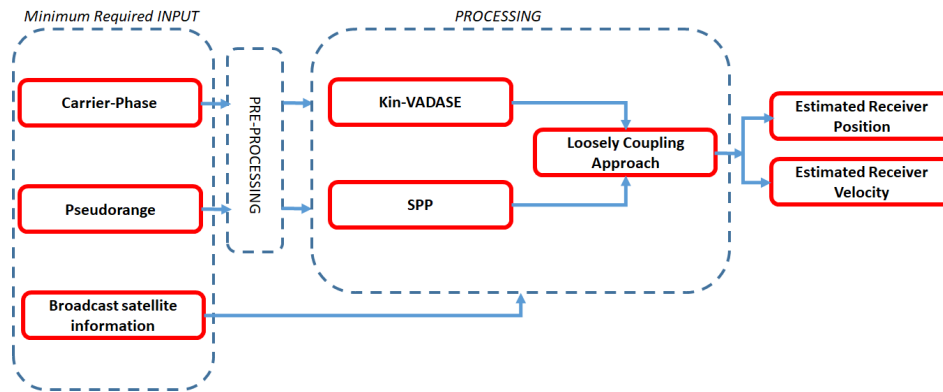 Minimum Required INPUT
PROCESSING
Carrier-Phase
Pseudorange
Broadcast satellite
information
PRE-PROCESSING
Kin-VADASE
SPP
Loosely Coupling
Approach
Estimated Receiver
Position
Estimated Receiver
Velocity